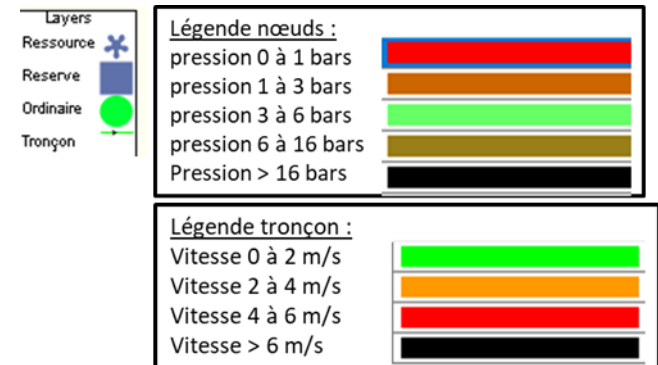 Layers
Ressource
Reserve
Ordinaire
Tronçon
Légende nœuds :
pression 0 à 1 bars
pression 1 à 3 bars
pression 3 à 6 bars
pression 6 à 16 bars
Pression > 16 bars
Légende tronçon :
Vitesse 0 à 2 m/s
Vitesse 2 à 4 m/s
Vitesse 4 à 6 m/s
Vitesse > 6 m/s